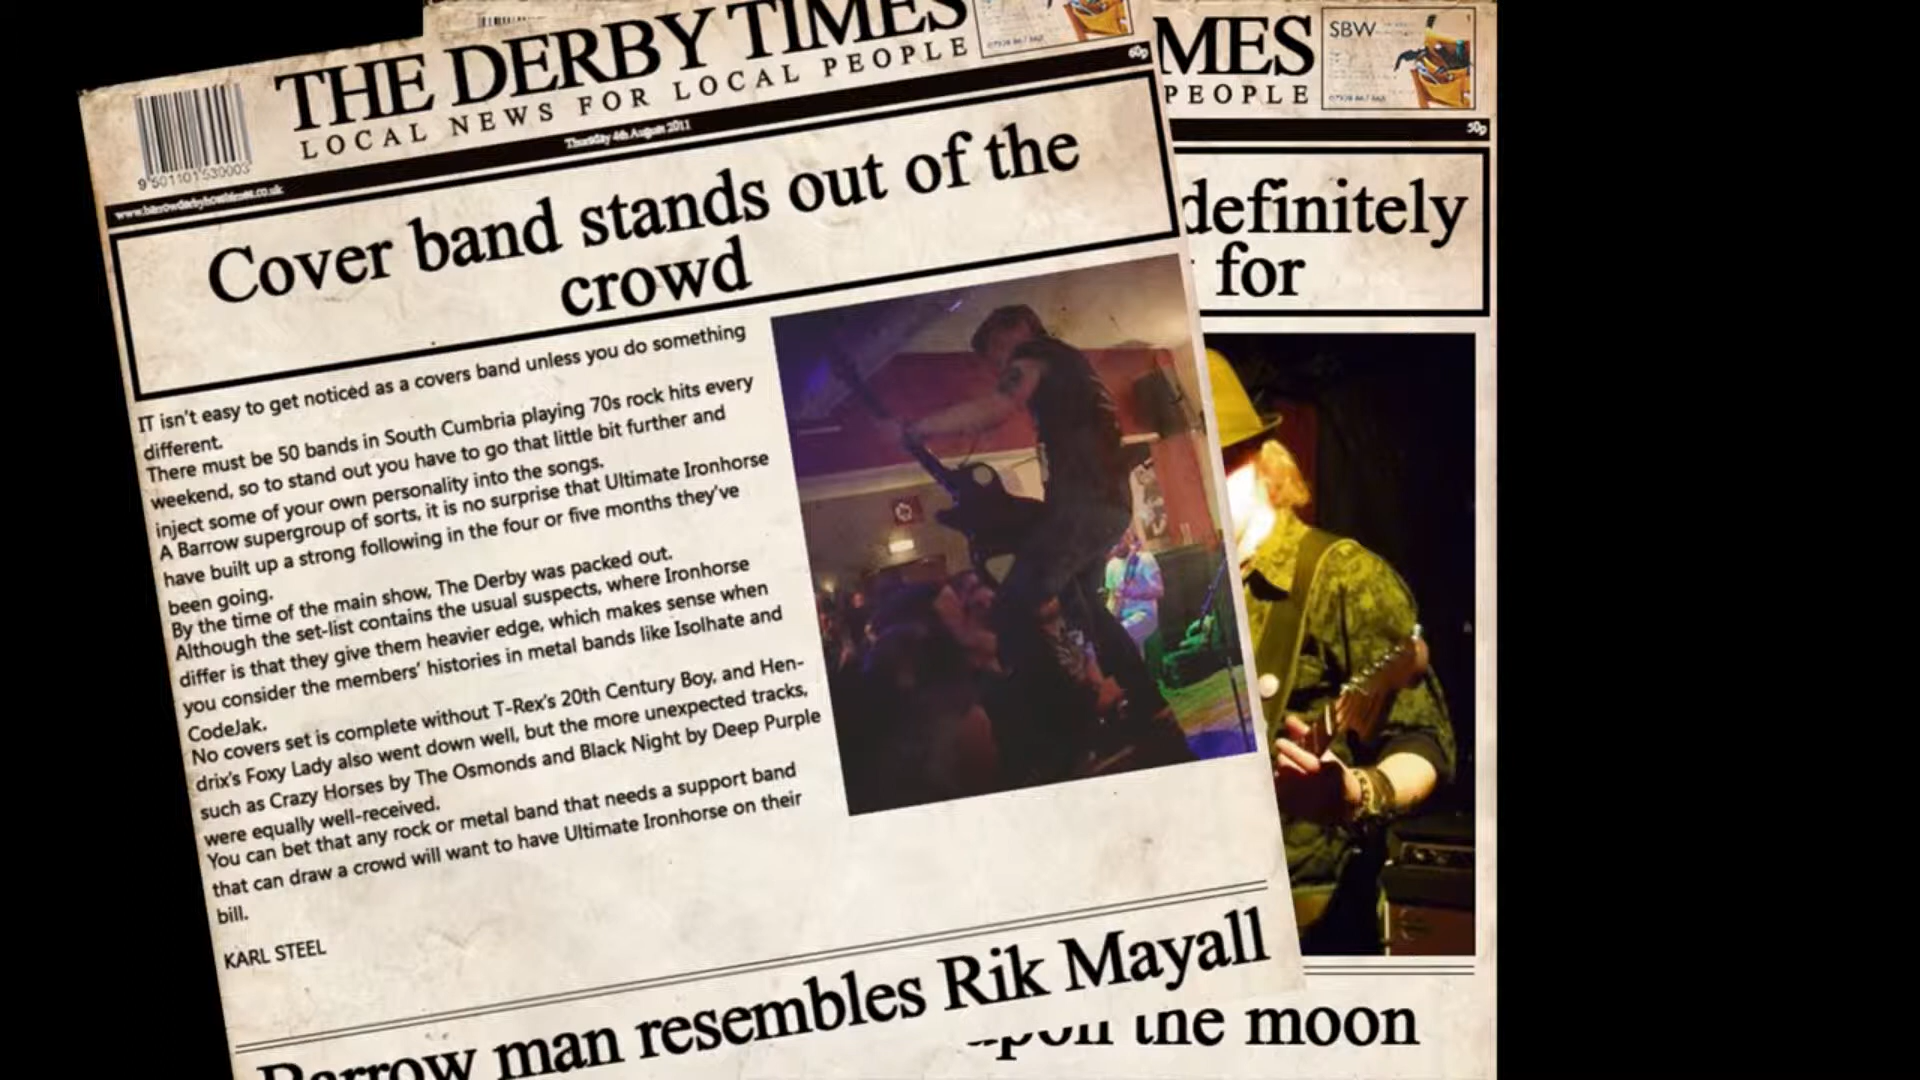 THE DERBY TIMES
LOCAL NEWS FOR LOCAL PEOPLE
9 501101 530003
Thursday 4th August 2011
60p
Cover band stands out of the
crowd
IT isn't easy to get noticed as a covers band unless you do something
different.
There must be 50 bands in South Cumbria playing 70s rock hits every
weekend, so to stand out you have to go that little bit further and
inject some of your own personality into the songs.
A Barrow supergroup of sorts, it is no surprise that Ultimate Ironhorse
have built up a strong following in the four or five months they've
been going.
By the time of the main show, The Derby was packed out.
Although the set-list contains the usual suspects, where Ironhorse
differ is that they give them heavier edge, which makes sense when
you consider the members' histories in metal bands like Isolhate and
CodeJak.
No covers set is complete without T-Rex's 20th Century Boy, and Hen-
drix's Foxy Lady also went down well, but the more unexpected tracks,
such as Crazy Horses by The Osmonds and Black Night by Deep Purple
were equally well-received.
You can bet that any rock or metal band that needs a support band
that can draw a crowd will want to have Ultimate Ironhorse on their
bill.
KARL STEEL
Barrow man resembles Rik Mayall
MES
PEOPLE
SBW
50p
definitely
for
upon the moon